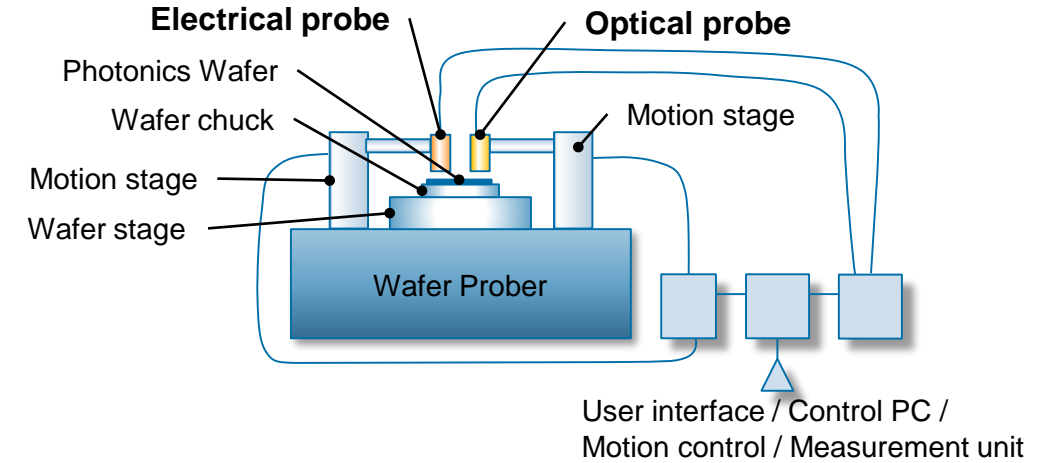 Electrical probe
Optical probe
Photonics Wafer
Wafer chuck
Motion stage
Motion stage
Wafer stage
Wafer Prober
User interface / Control PC /
Motion control / Measurement unit